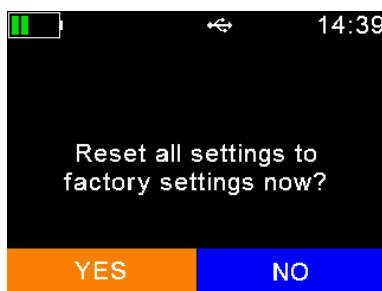 14:39
Reset all settings to
factory settings now?
YES
NO